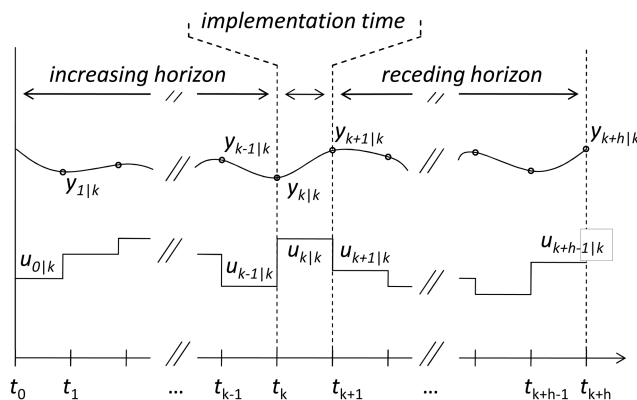 implementation time
increasing horizon receding horizon
y1|k yk-1|k yk|k yk+1|k yk+h|k
u0|k uk-1|k uk|k uk+1|k uk+h-1|k
t0 t1 ... tk-1 tk tk+1 ... tk+h-1 tk+h